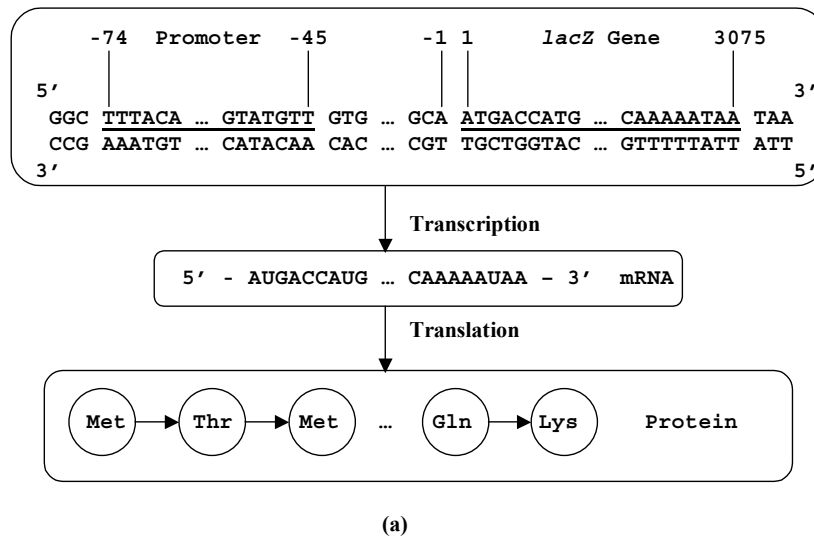 -74 Promoter -45 -1 1 lacZ Gene 3075
5’ 3’
GGC TTTACA … GTATGTT GTG … GCA ATGACCATG … CAAAAATAA TAA
CCG AAATGT … CATACAA CAC … CGT TGCTGGTAC … GTTTTTATT ATT
3’ 5’
Transcription
5’ - AUGACCAUG … CAAAAAUAA – 3’ mRNA
Translation
Met Thr Met … Gln Lys Protein
(a)